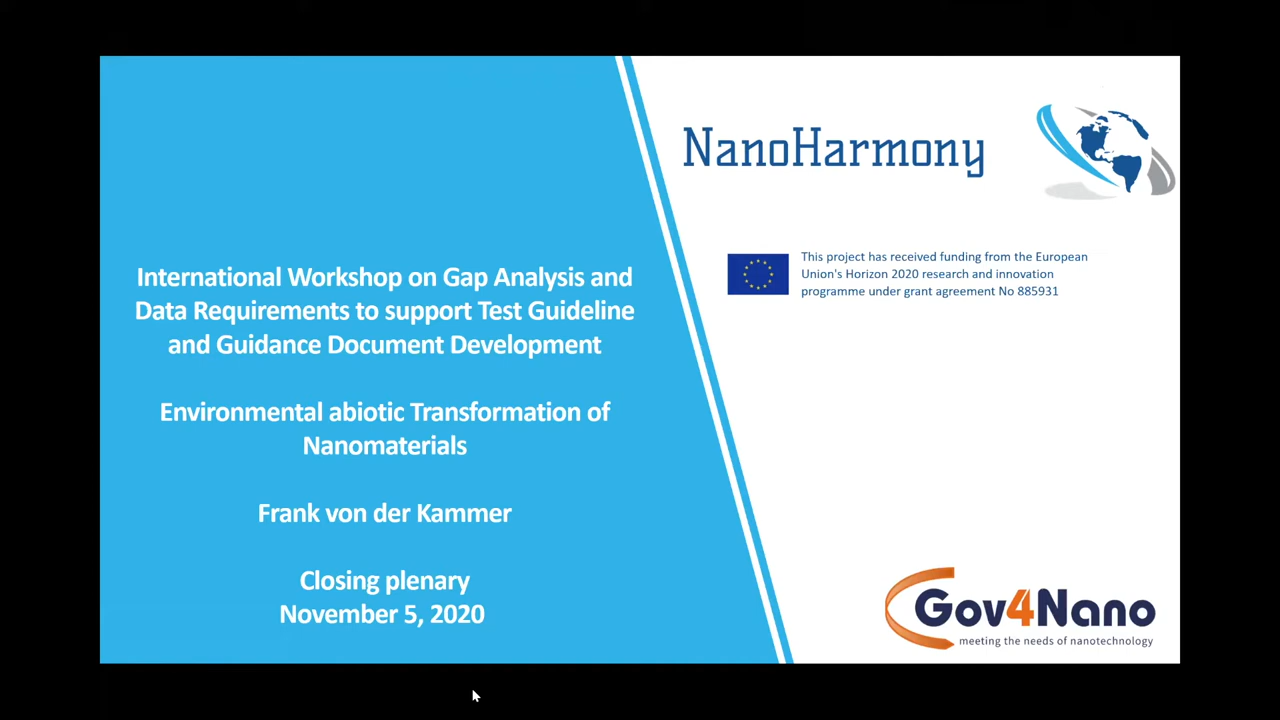 International Workshop on Gap Analysis and
Data Requirements to support Test Guideline
and Guidance Document Development
Environmental abiotic Transformation of
Nanomaterials
Frank von der Kammer
Closing plenary
November 5, 2020
NanoHarmony
This project has received funding from the European
Union's Horizon 2020 research and innovation
programme under grant agreement No 885931
Gov4Nano
meeting the needs of nanotechnology